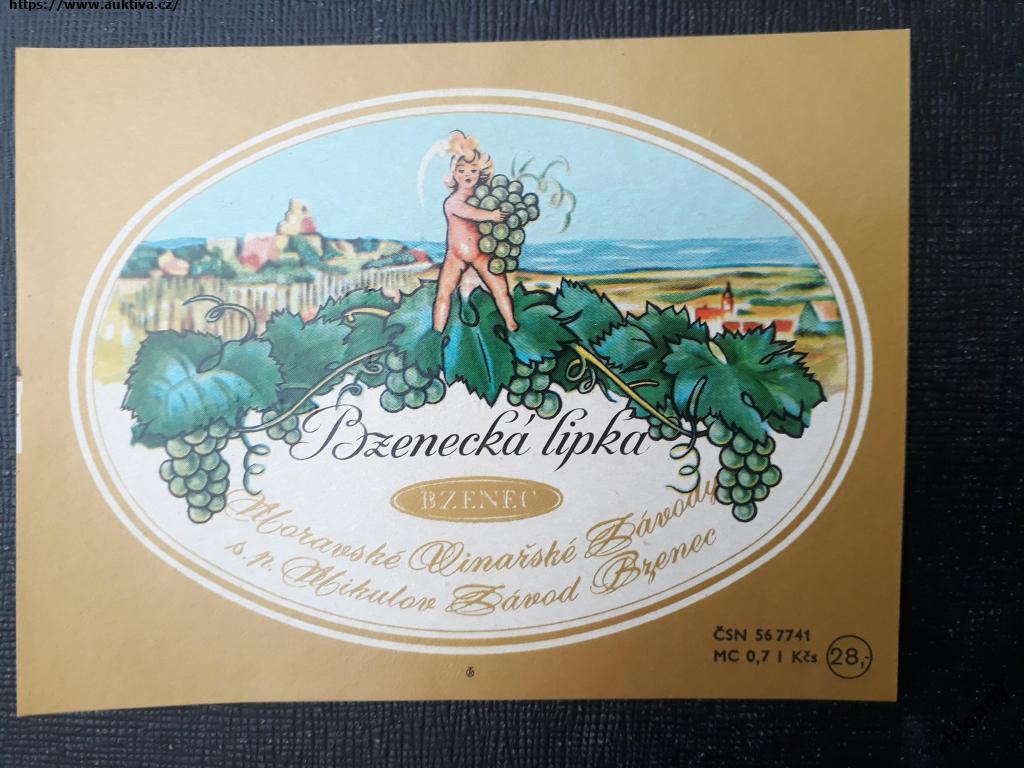 https://www.auktiva.cz/
Bzenecká lipka
BZENEC
Moravské Vinařské Závody
s.p. Mikulov Závod Bzenec
ČSN 56 7741
MC 0,7 l Kčs 28,-
eblondy